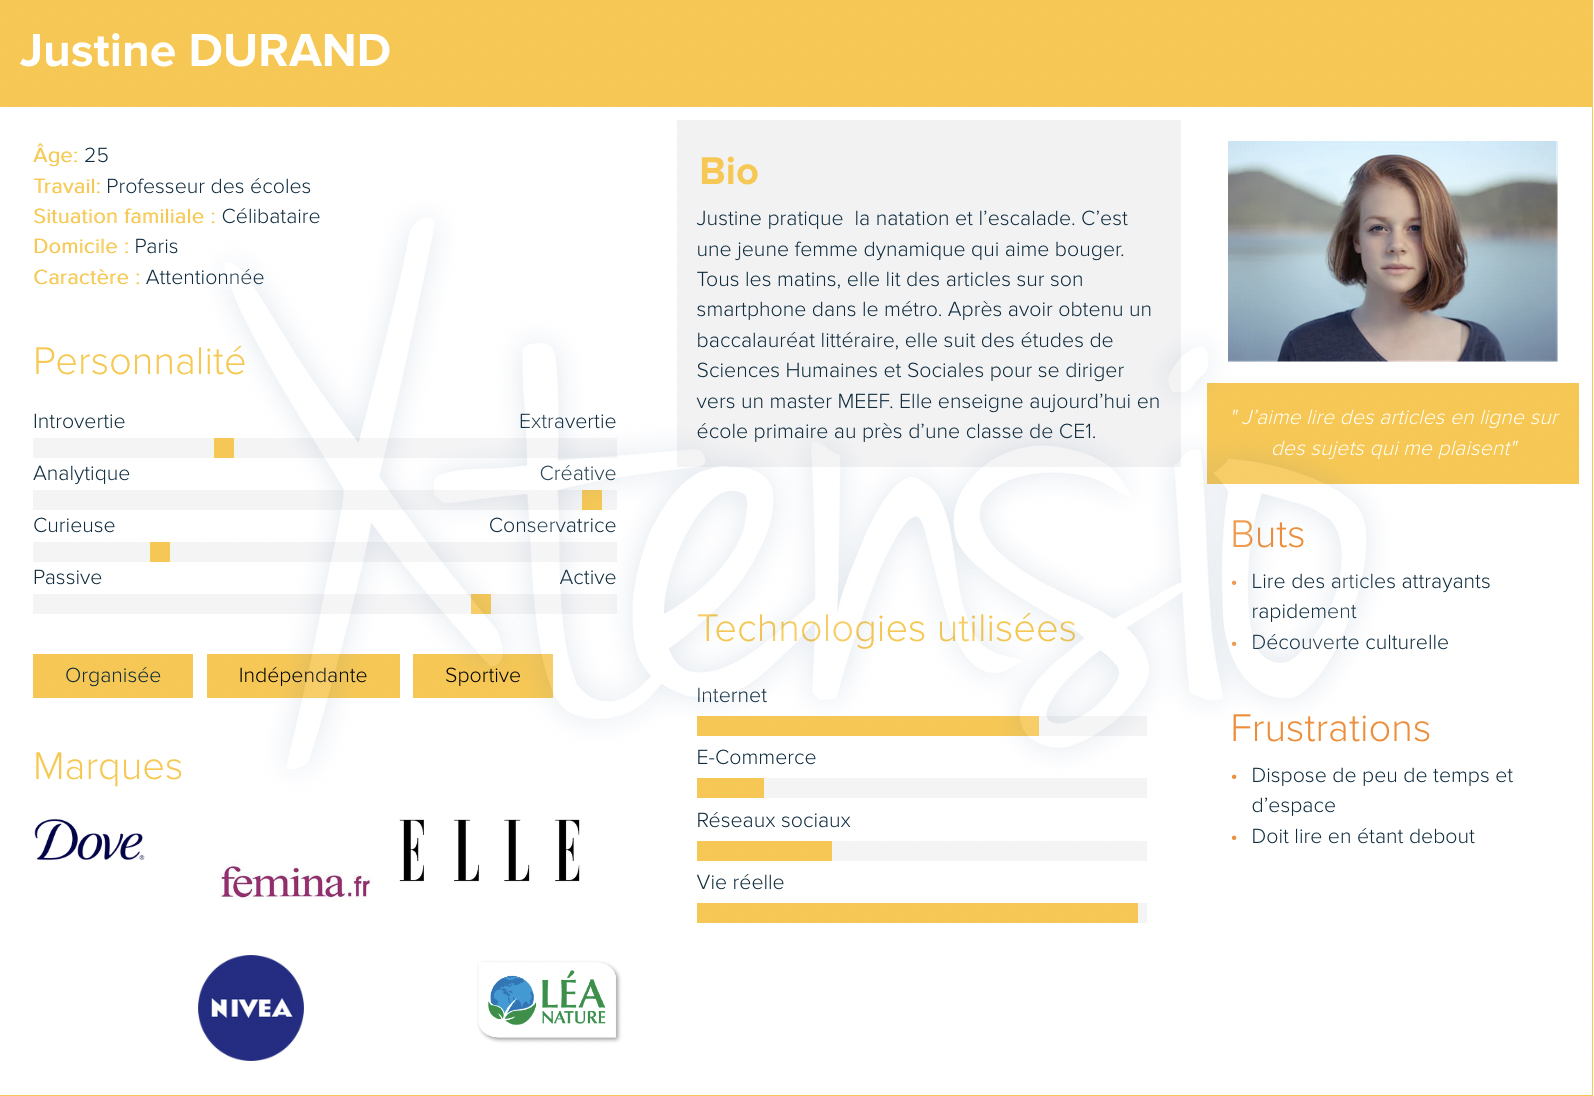 Justine DURAND
Âge: 25
Travail: Professeur des écoles
Situation familiale : Célibataire
Domicile : Paris
Caractère : Attentionnée
Personnalité
Introvertie Extravertie
Analytique Créative
Curieuse Conservatrice
Passive Active
Organisée Indépendante Sportive
Marques
Dove
femina.fr
ELLE
NIVEA
LÉA
NATURE
Bio
Justine pratique la natation et l’escalade. C’est
une jeune femme dynamique qui aime bouger.
Tous les matins, elle lit des articles sur son
smartphone dans le métro. Après avoir obtenu un
baccalauréat littéraire, elle suit des études de
Sciences Humaines et Sociales pour se diriger
vers un master MEEF. Elle enseigne aujourd’hui en
école primaire au près d’une classe de CE1.
Technologies utilisées
Internet
E-Commerce
Réseaux sociaux
Vie réelle
" J’aime lire des articles en ligne sur
des sujets qui me plaisent"
Buts
• Lire des articles attrayants
rapidement
• Découverte culturelle
Frustrations
• Dispose de peu de temps et
d’espace
• Doit lire en étant debout
Xtensio